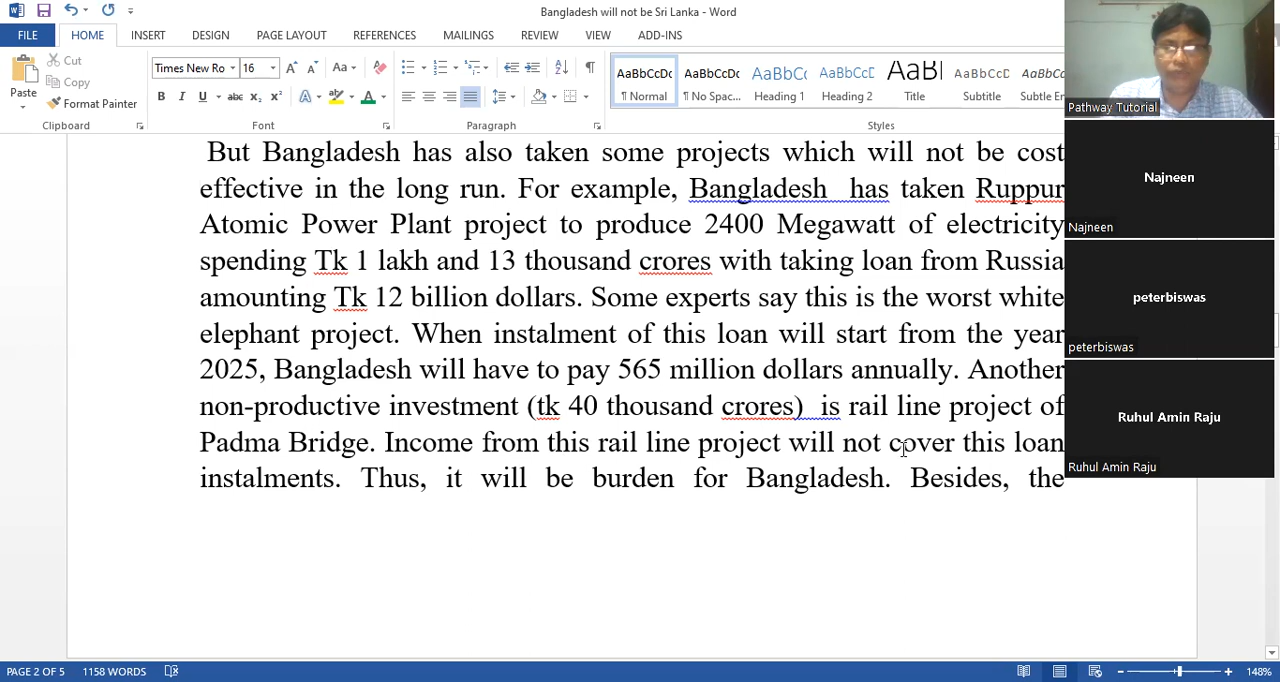 Bangladesh will not be Sri Lanka - Word
FILE HOME INSERT DESIGN PAGE LAYOUT REFERENCES MAILINGS REVIEW VIEW ADD-INS
Paste
Cut
Copy
Format Painter
Times New Ro 16
Aa
B I U abc X₂ X²
A A
AaBbCcDc AaBbCcDc AaBbCc AaBbCcC AaBl AaBbCcD AaBbCc
¶ Normal ¶ No Spac... Heading 1 Heading 2 Title Subtitle Subtle Em
Clipboard Font Paragraph Styles
But Bangladesh has also taken some projects which will not be cost
effective in the long run. For example, Bangladesh has taken Ruppur
Atomic Power Plant project to produce 2400 Megawatt of electricity
spending Tk 1 lakh and 13 thousand crores with taking loan from Russia
amounting Tk 12 billion dollars. Some experts say this is the worst white
elephant project. When instalment of this loan will start from the year
2025, Bangladesh will have to pay 565 million dollars annually. Another
non-productive investment (tk 40 thousand crores) is rail line project of
Padma Bridge. Income from this rail line project will not cover this loan
instalments. Thus, it will be burden for Bangladesh. Besides, the
Pathway Tutorial
Najneen
Najneen
peterbiswas
peterbiswas
Ruhul Amin Raju
Ruhul Amin Raju
PAGE 2 OF 5 1158 WORDS
148%